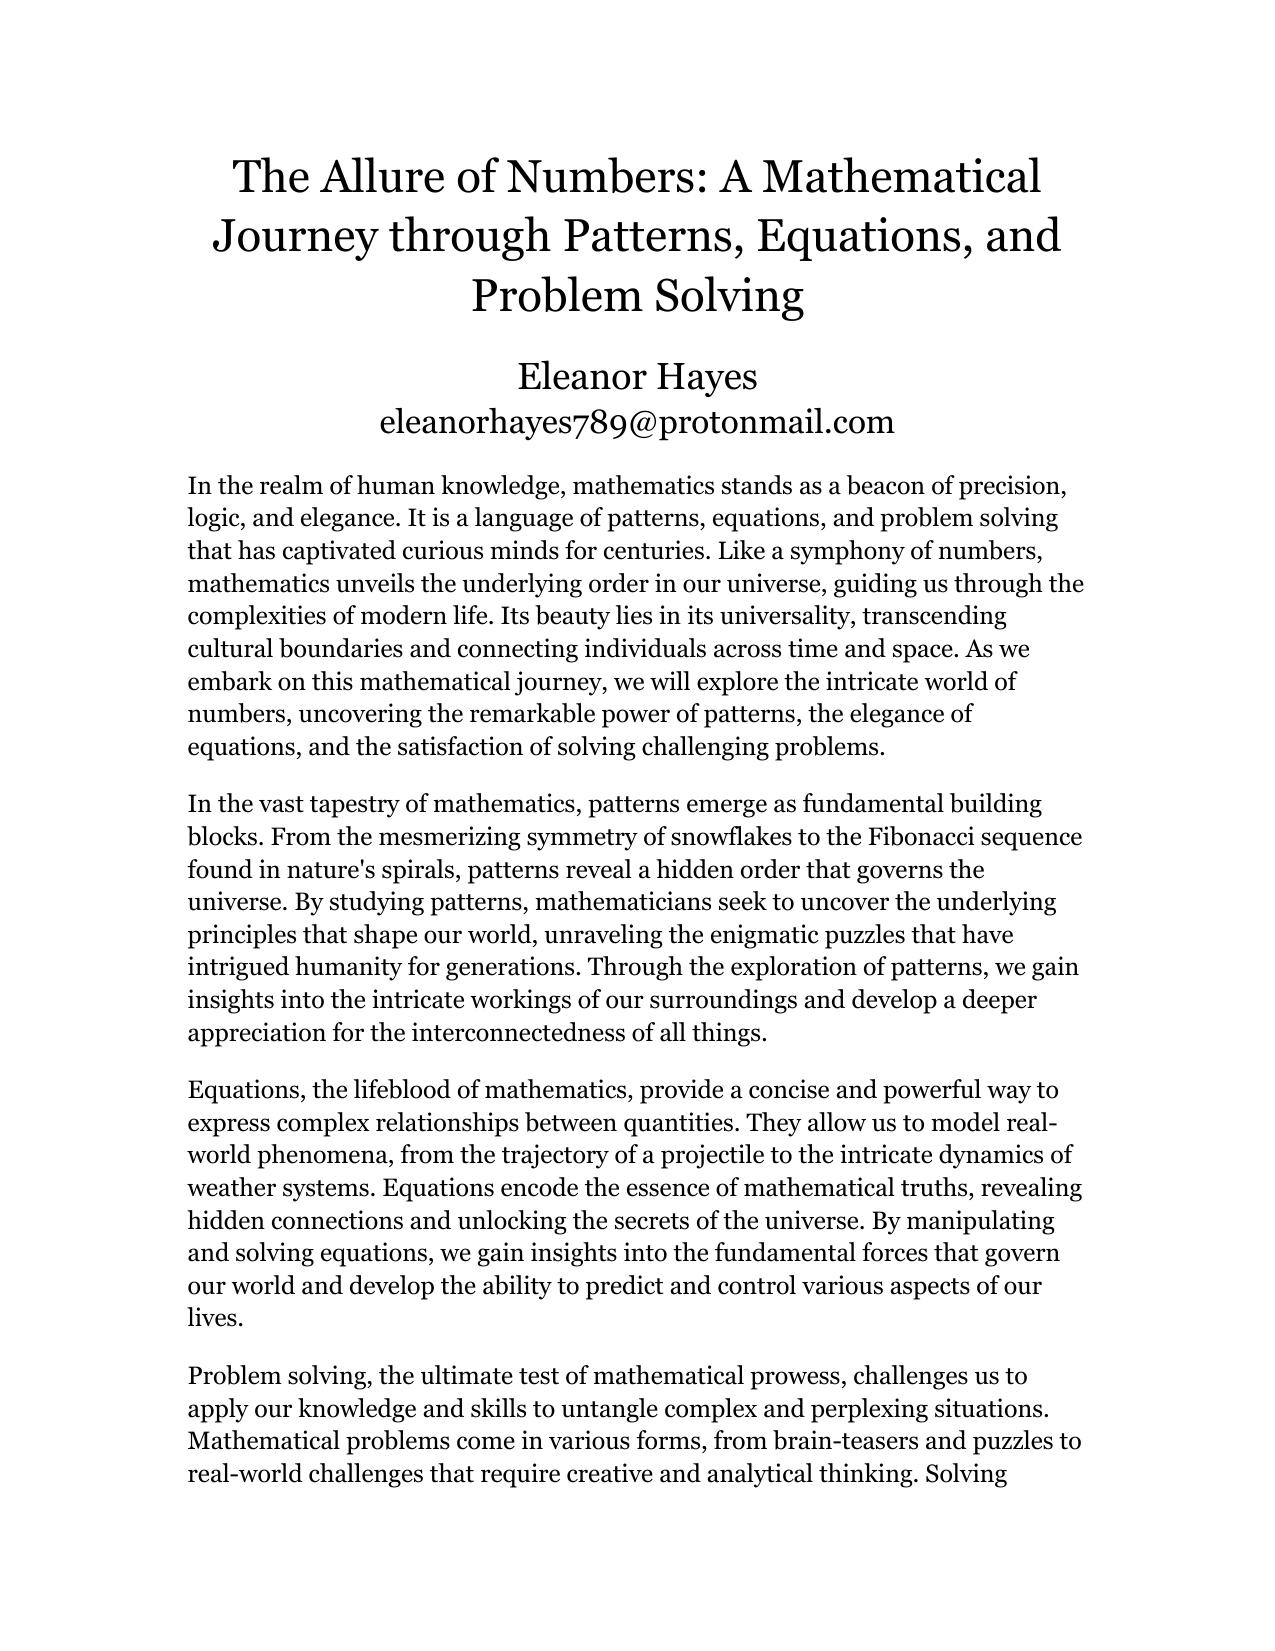 The Allure of Numbers: A Mathematical
Journey through Patterns, Equations, and
Problem Solving
Eleanor Hayes
eleanorhayes789@protonmail.com
In the realm of human knowledge, mathematics stands as a beacon of precision,
logic, and elegance. It is a language of patterns, equations, and problem solving
that has captivated curious minds for centuries. Like a symphony of numbers,
mathematics unveils the underlying order in our universe, guiding us through the
complexities of modern life. Its beauty lies in its universality, transcending
cultural boundaries and connecting individuals across time and space. As we
embark on this mathematical journey, we will explore the intricate world of
numbers, uncovering the remarkable power of patterns, the elegance of
equations, and the satisfaction of solving challenging problems.
In the vast tapestry of mathematics, patterns emerge as fundamental building
blocks. From the mesmerizing symmetry of snowflakes to the Fibonacci sequence
found in nature's spirals, patterns reveal a hidden order that governs the
universe. By studying patterns, mathematicians seek to uncover the underlying
principles that shape our world, unraveling the enigmatic puzzles that have
intrigued humanity for generations. Through the exploration of patterns, we gain
insights into the intricate workings of our surroundings and develop a deeper
appreciation for the interconnectedness of all things.
Equations, the lifeblood of mathematics, provide a concise and powerful way to
express complex relationships between quantities. They allow us to model real-
world phenomena, from the trajectory of a projectile to the intricate dynamics of
weather systems. Equations encode the essence of mathematical truths, revealing
hidden connections and unlocking the secrets of the universe. By manipulating
and solving equations, we gain insights into the fundamental forces that govern
our world and develop the ability to predict and control various aspects of our
lives.
Problem solving, the ultimate test of mathematical prowess, challenges us to
apply our knowledge and skills to untangle complex and perplexing situations.
Mathematical problems come in various forms, from brain-teasers and puzzles to
real-world challenges that require creative and analytical thinking. Solving